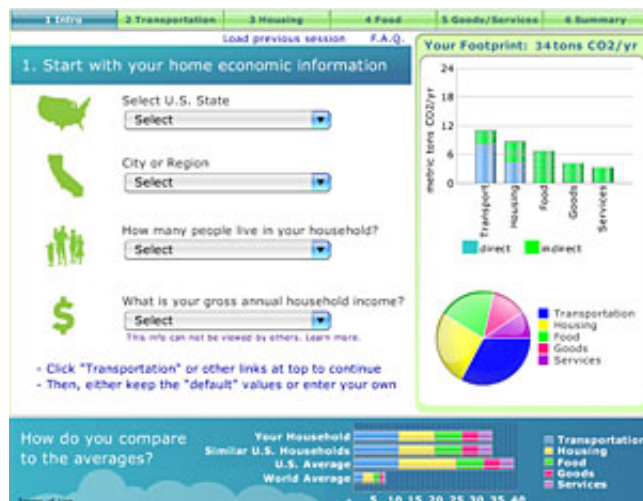 1 Intro
2 Transportation
3 Housing
4 Food
5 Goods/Services
6 Summary
Load previous session F.A.Q.
1. Start with your home economic information
Select U.S. State
Select
City or Region
Select
How many people live in your household?
Select
What is your gross annual household income?
Select
This info can not be viewed by others. Learn more.
- Click "Transportation" or other links at top to continue
- Then, either keep the "default" values or enter your own
Your Footprint: 34tons CO2/yr
metric tons CO2/yr
24
18
12
6
0
Transport
Housing
Food
Goods
Services
direct
indirect
Transportation
Housing
Food
Goods
Services
How do you compare
to the averages?
Your Household
Similar U.S. Households
U.S. Average
World Average
- 5 10 15 20 25 30 35 40
Transportation
Housing
Food
Goods
Services